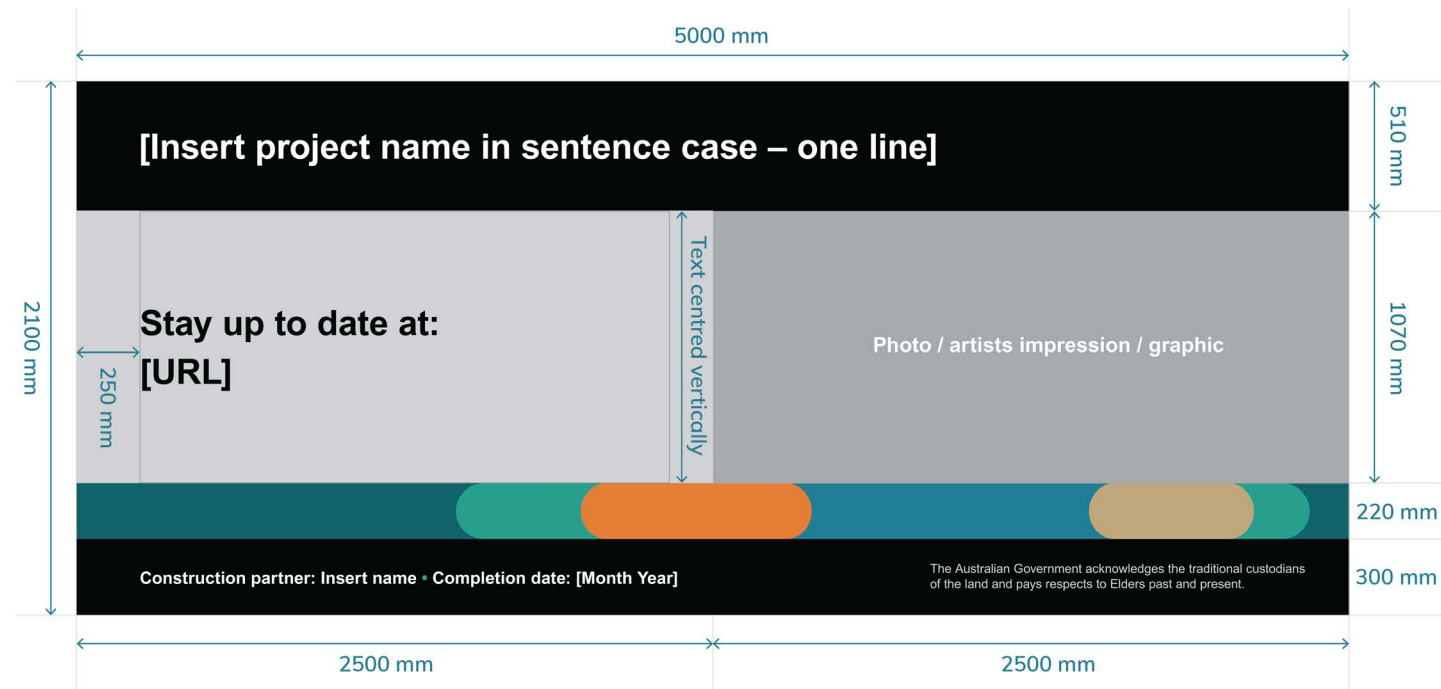 5000 mm
[Insert project name in sentence case – one line]
510 mm
2100 mm
250 mm
Stay up to date at:
[URL]
Text centred vertically
Photo / artists impression / graphic
1070 mm
220 mm
Construction partner: Insert name • Completion date: [Month Year]
The Australian Government acknowledges the traditional custodians
of the land and pays respects to Elders past and present.
300 mm
2500 mm
2500 mm